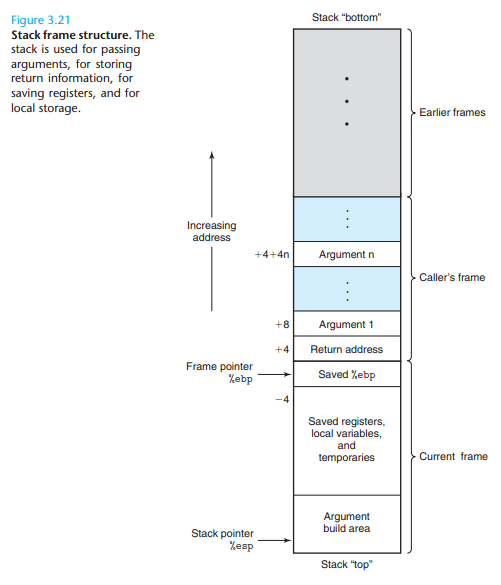 Figure 3.21
Stack frame structure. The
stack is used for passing
arguments, for storing
return information, for
saving registers, and for
local storage.
Stack “bottom”
Earlier frames
Increasing
address
+4+4n
Argument n
Caller’s frame
+8
Argument 1
+4
Return address
Frame pointer
%ebp
Saved %ebp
−4
Saved registers,
local variables,
and
temporaries
Current frame
Argument
build area
Stack pointer
%esp
Stack “top”